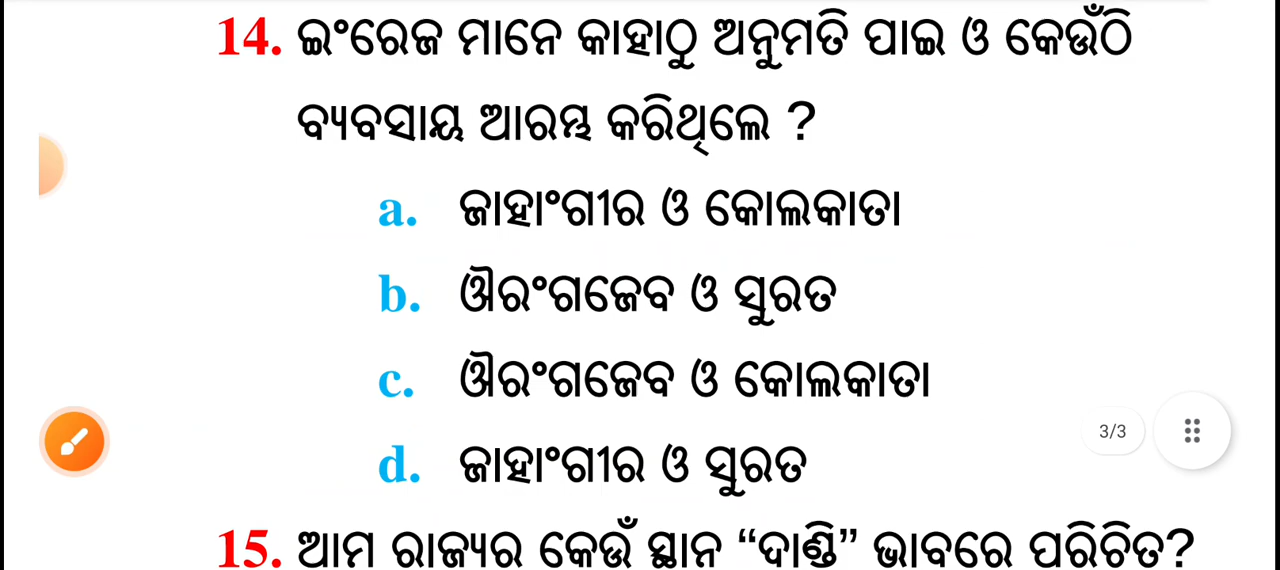 14. ଇଂରେଜ ମାନେ କାହାଠୁ ଅନୁମତି ପାଇ ଓ କେଉଁଠି
ବ୍ୟବସାୟ ଆରମ୍ଭ କରିଥିଲେ ?
a. ଜାହାଂଗୀର ଓ କୋଲକାତା
b. ଔରଂଗଜେବ ଓ ସୁରତ
c. ଔରଂଗଜେବ ଓ କୋଲକାତା
3/3
d. ଜାହାଂଗୀର ଓ ସୁରତ
15. ଆମ ରାଜ୍ୟର କେଉଁ ସ୍ଥାନ “ଦାଣ୍ଡି” ଭାବରେ ପରିଚିତ?